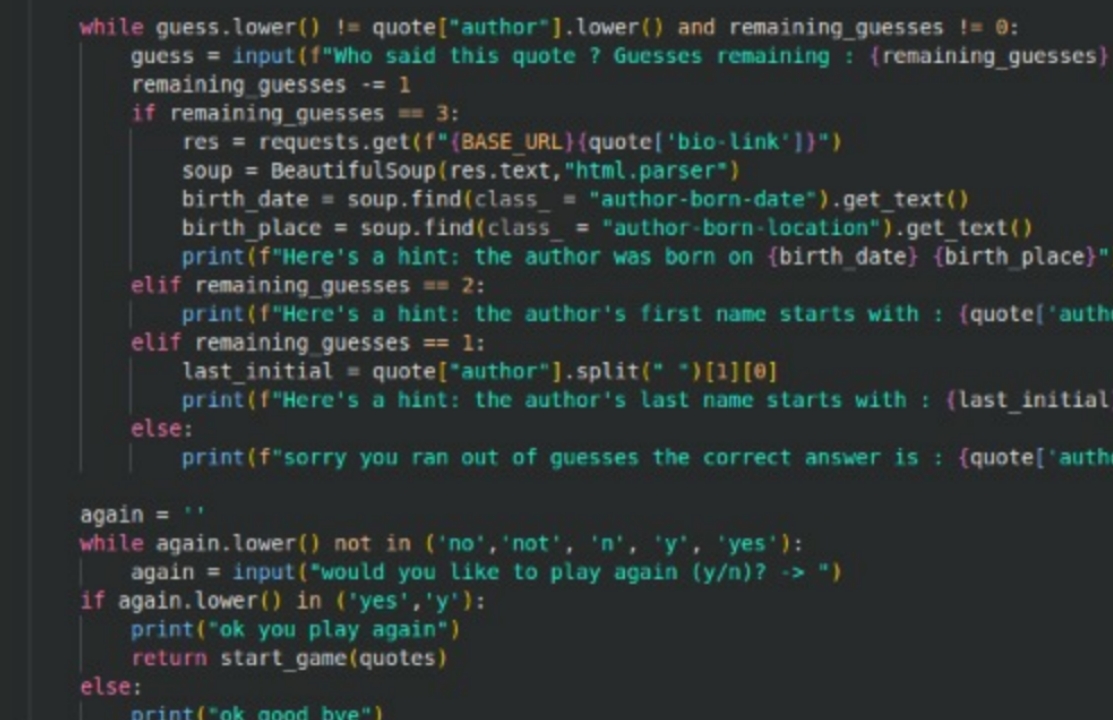 while guess.lower() != quote["author"].lower() and remaining_guesses != 0:
guess = input(f"Who said this quote ? Guesses remaining : {remaining_guesses}
remaining_guesses -= 1
if remaining_guesses == 3:
res = requests.get(f"{BASE_URL}{quote['bio-link']}")
soup = BeautifulSoup(res.text,"html.parser")
birth_date = soup.find(class_ = "author-born-date").get_text()
birth_place = soup.find(class_ = "author-born-location").get_text()
print(f"Here's a hint: the author was born on {birth_date} {birth_place}"
elif remaining_guesses == 2:
print(f"Here's a hint: the author's first name starts with : {quote['auth
elif remaining_guesses == 1:
last_initial = quote["author"].split(" ")[1][0]
print(f"Here's a hint: the author's last name starts with : {last_initial
else:
print(f"sorry you ran out of guesses the correct answer is : {quote['auth
again = ''
while again.lower() not in ('no','not', 'n', 'y', 'yes'):
again = input("would you like to play again (y/n)? -> ")
if again.lower() in ('yes','y'):
print("ok you play again")
return start_game(quotes)
else:
print("ok good bye")